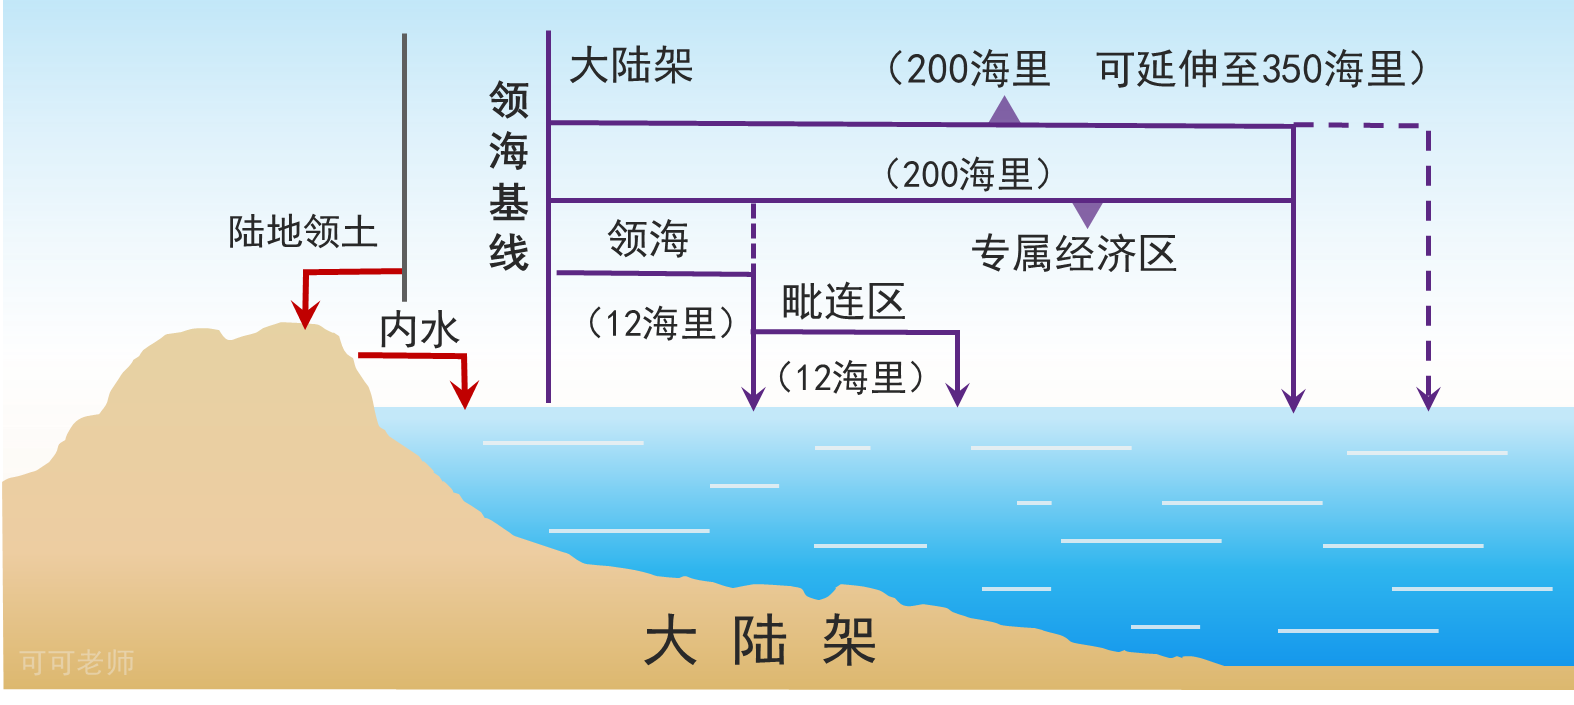 大陆架
（200海里 可延伸至350海里）
领海基线
（200海里）
陆地领土
领海
专属经济区
毗连区
内水
（12海里）
（12海里）
大陆架
可可老师